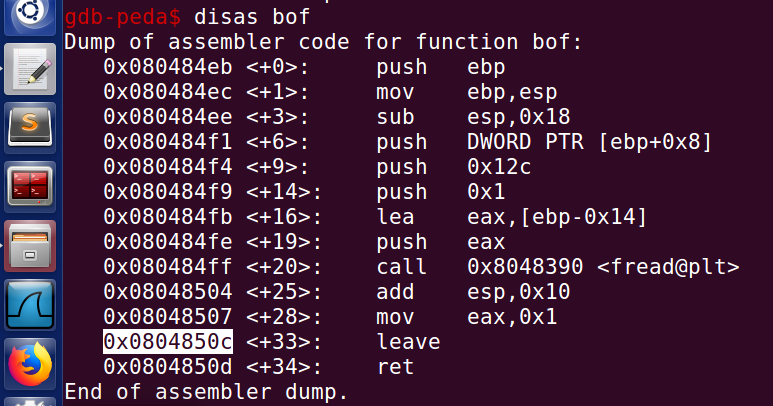 gdb-peda$ disas bof
Dump of assembler code for function bof:
   0x080484eb <+0>:	push   ebp
   0x080484ec <+1>:	mov    ebp,esp
   0x080484ee <+3>:	sub    esp,0x18
   0x080484f1 <+6>:	push   DWORD PTR [ebp+0x8]
   0x080484f4 <+9>:	push   0x12c
   0x080484f9 <+14>:	push   0x1
   0x080484fb <+16>:	lea    eax,[ebp-0x14]
   0x080484fe <+19>:	push   eax
   0x080484ff <+20>:	call   0x8048390 <fread@plt>
   0x08048504 <+25>:	add    esp,0x10
   0x08048507 <+28>:	mov    eax,0x1
   0x0804850c <+33>:	leave
   0x0804850d <+34>:	ret
End of assembler dump.